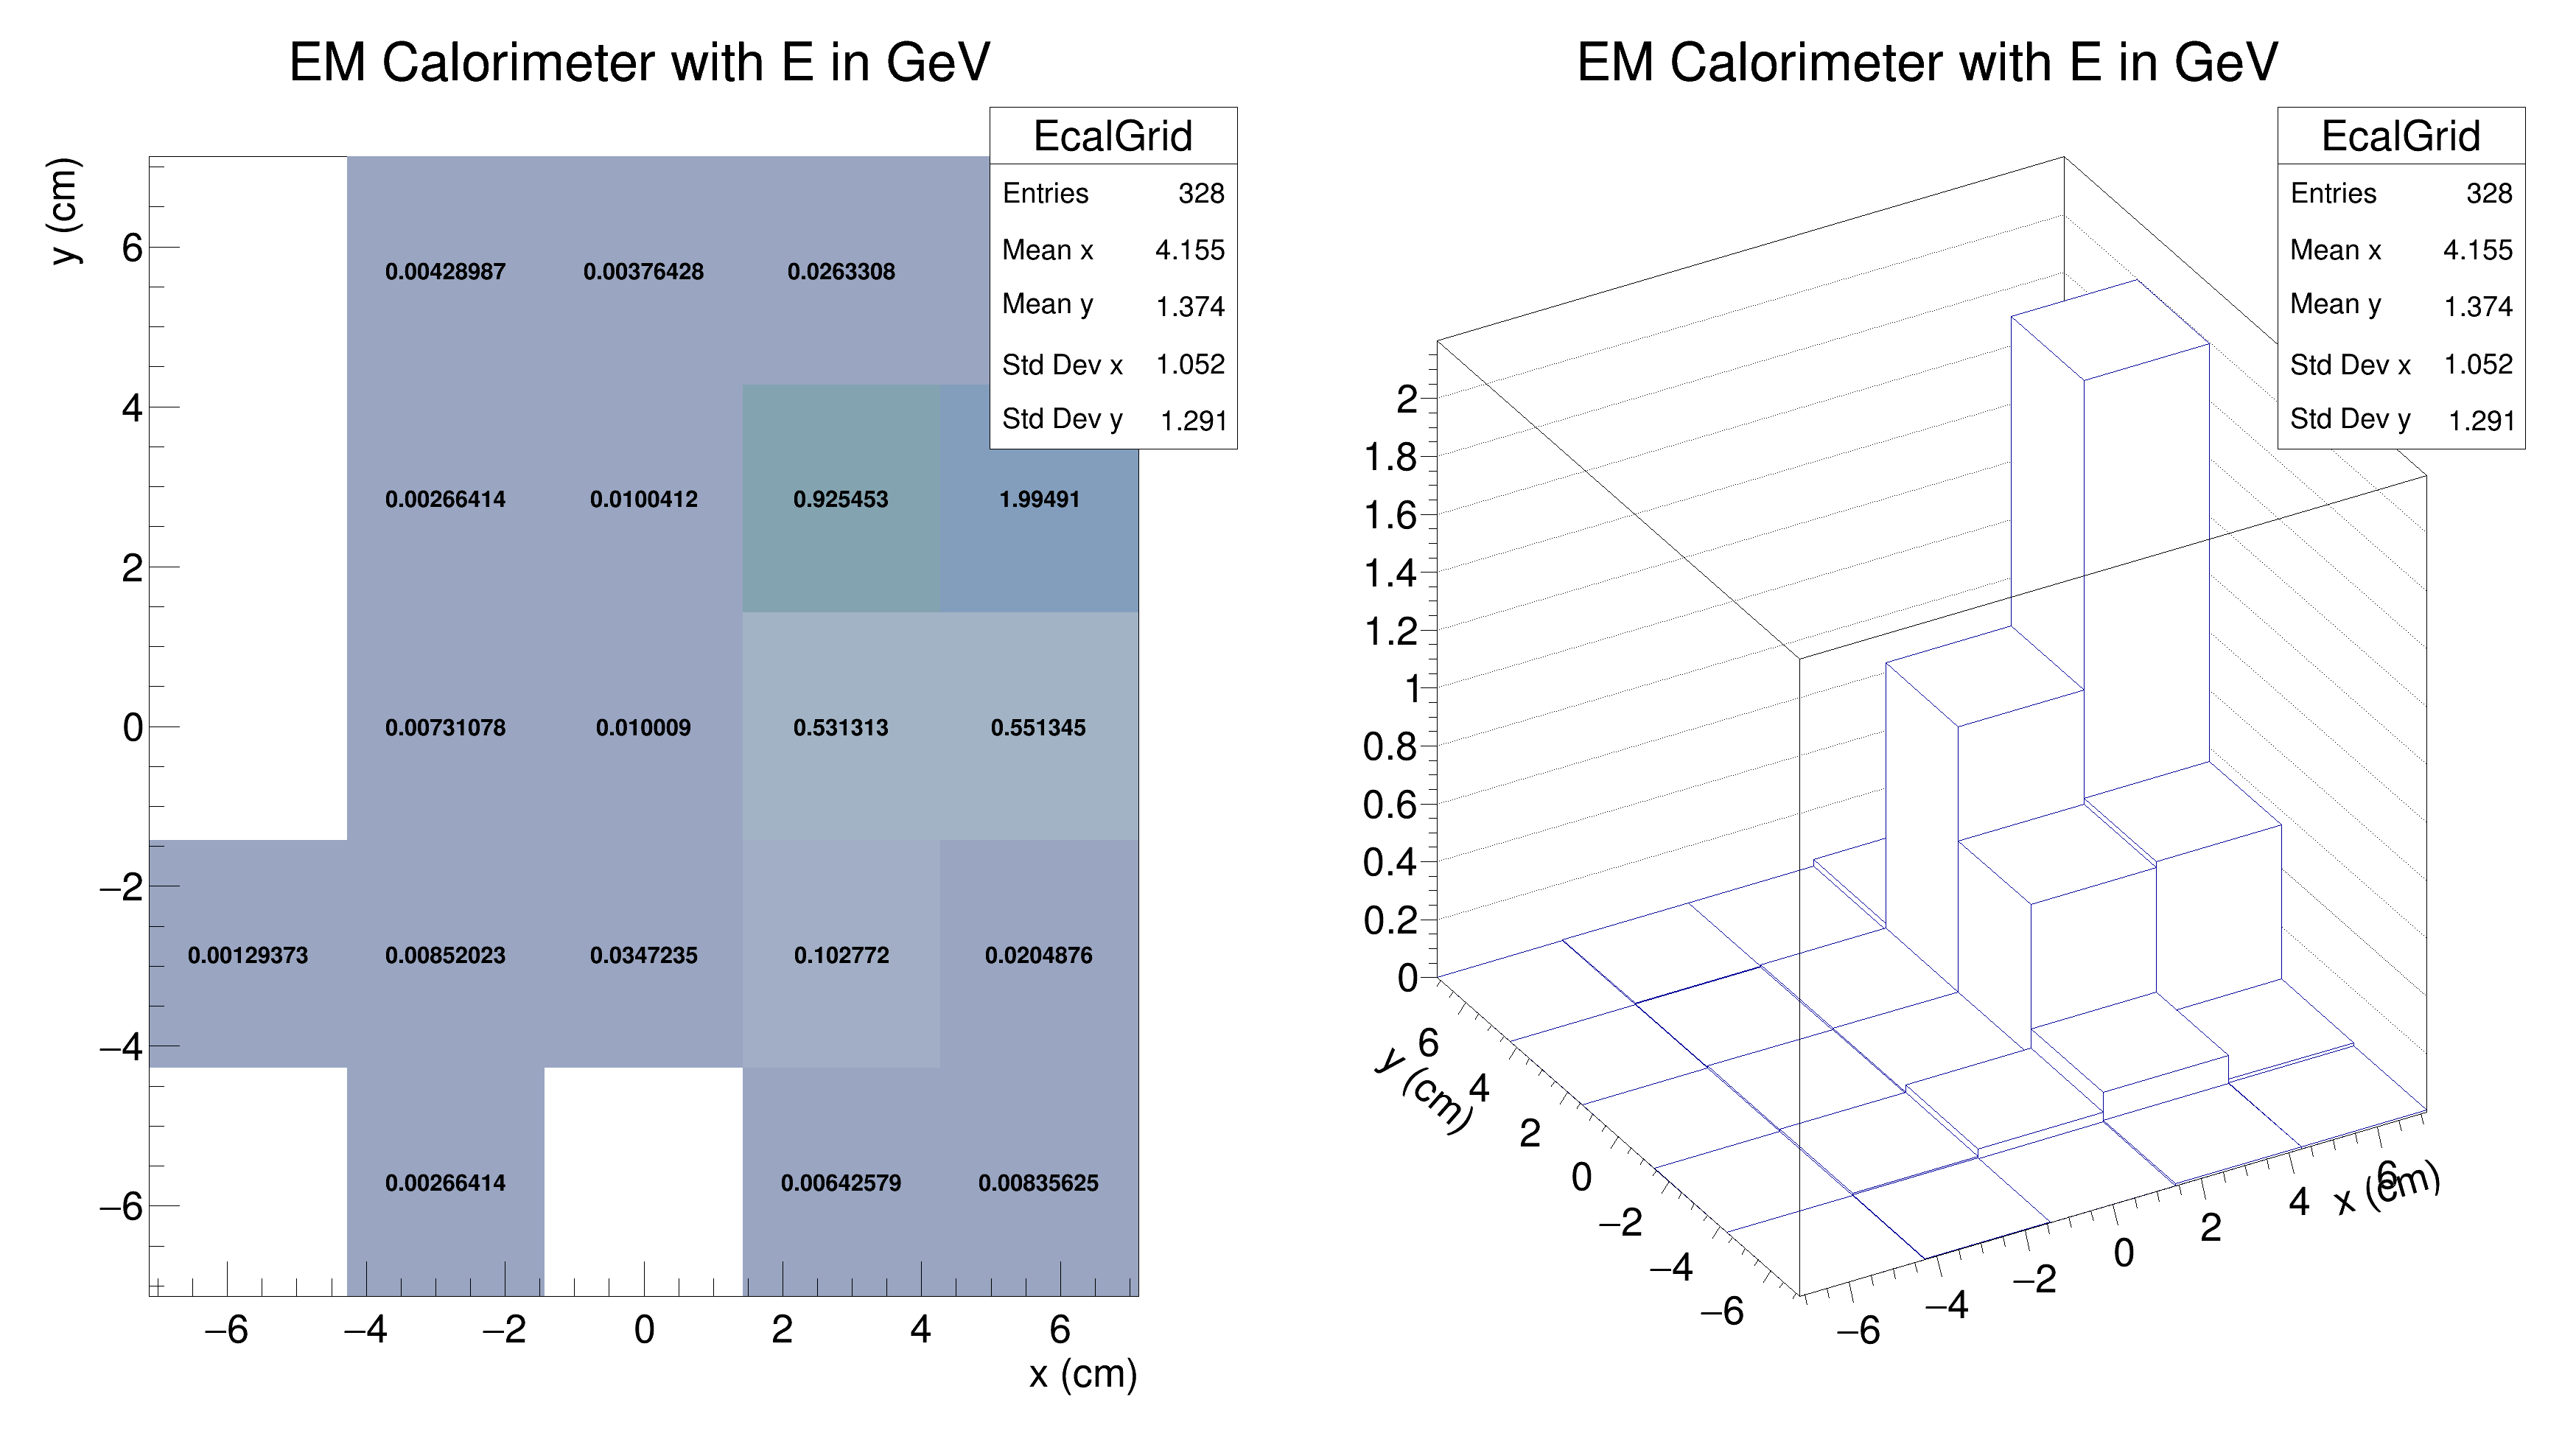 EM Calorimeter with E in GeV
EcalGrid
Entries 328
Mean x 4.155
Mean y 1.374
Std Dev x 1.052
Std Dev y 1.291
y (cm)
6
4
2
0
−2
−4
−6
0.00428987 0.00376428 0.0263308
0.00266414 0.0100412 0.925453 1.99491
0.00731078 0.010009 0.531313 0.551345
0.00129373 0.00852023 0.0347235 0.102772 0.0204876
0.00266414 0.00642579 0.00835625
−6 −4 −2 0 2 4 6
x (cm)
EM Calorimeter with E in GeV
EcalGrid
Entries 328
Mean x 4.155
Mean y 1.374
Std Dev x 1.052
Std Dev y 1.291
2
1.8
1.6
1.4
1.2
1
0.8
0.6
0.4
0.2
0
y (cm)
6
4
2
0
−2
−4
−6
−6 −4 −2 0 2 4 6
x (cm)